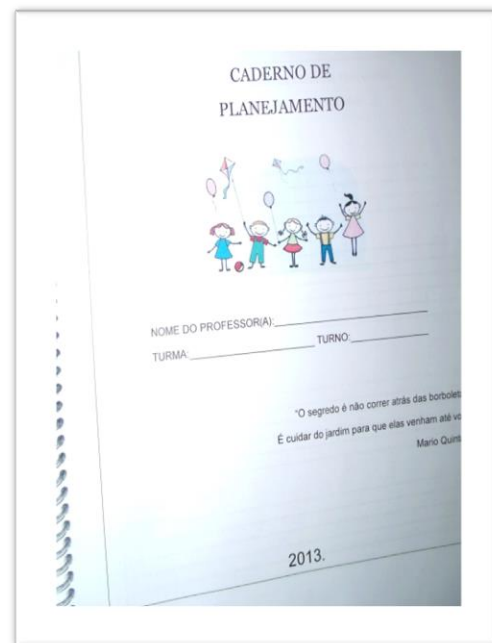 CADERNO DE
PLANEJAMENTO
NOME DO PROFESSOR(A):
TURMA: TURNO:
"O segredo é não correr atrás das
É cuidar do jardim para que elas venham até
Mario
2013.